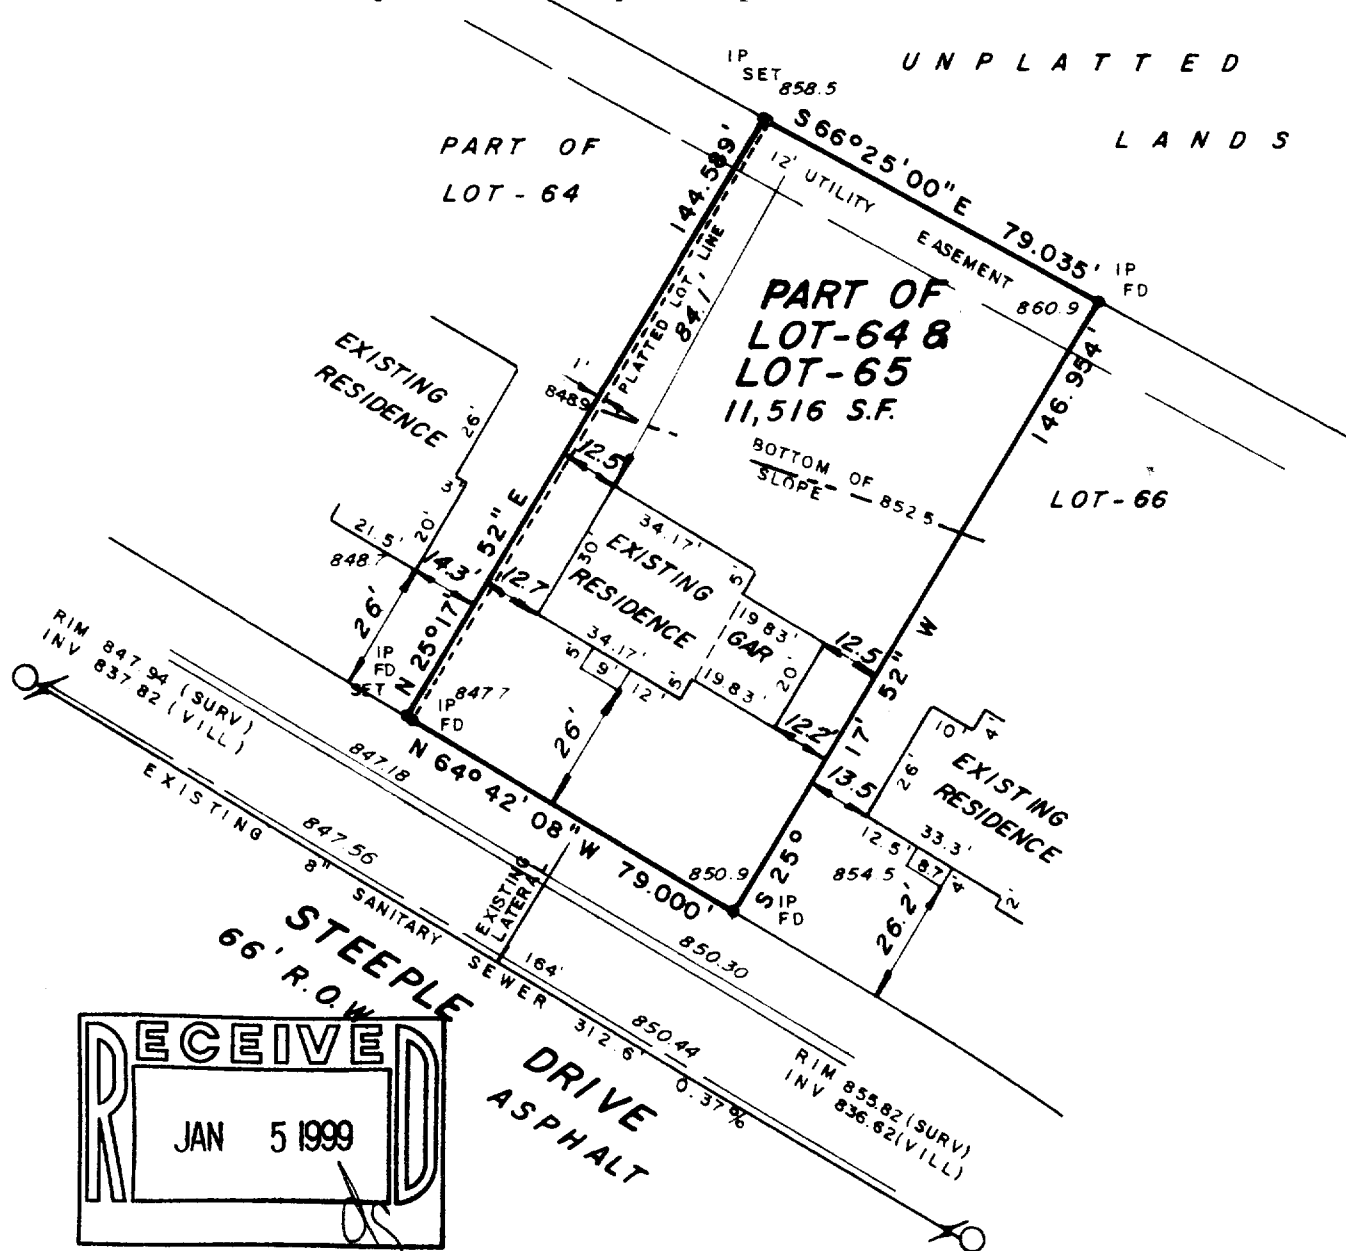 UNPLATTED
LANDS
IP
SET
858.5
S 66°25'00" E 79.035'
PART OF
LOT - 64
144.589'
12' UTILITY
EASEMENT
IP
FD
860.9
PLATTED LOT LINE
84.1'
PART OF
LOT-64 &
LOT-65
11,516 S.F.
146.954'
EXISTING
RESIDENCE
26'
1'
848.9
BOTTOM OF
SLOPE
852.5
LOT-66
3'
20'
21.5'
848.7
14.3'
26'
12.5'
12.7
34.17'
30'
EXISTING
RESIDENCE
5'
19.83'
GAR
20'
19.83'
12.5'
12.2'
34.17'
5'
9'
12'
5'
26'
N 25°17' 52" E
IP
FD
SET
847.7
IP
FD
S 25° 17' 52" W
13.5
10'
4'
26'
EXISTING
RESIDENCE
33.3'
12.5'
8.7'
4'
2'
854.5
26.2'
RIM 847.94 (SURV)
INV 837.82 (VILL)
847.18
N 64°42' 08" W 79.000'
850.9
IP
FD
847.56
EXISTING 8" SANITARY SEWER
EXISTING
LATERAL
164'
312.6'
0.37%
850.30
850.44
STEEPLE DRIVE
66' R.O.W.
ASPHALT
RIM 855.82 (SURV)
INV 836.62 (VILL)
RECEIVED
JAN 5 1999